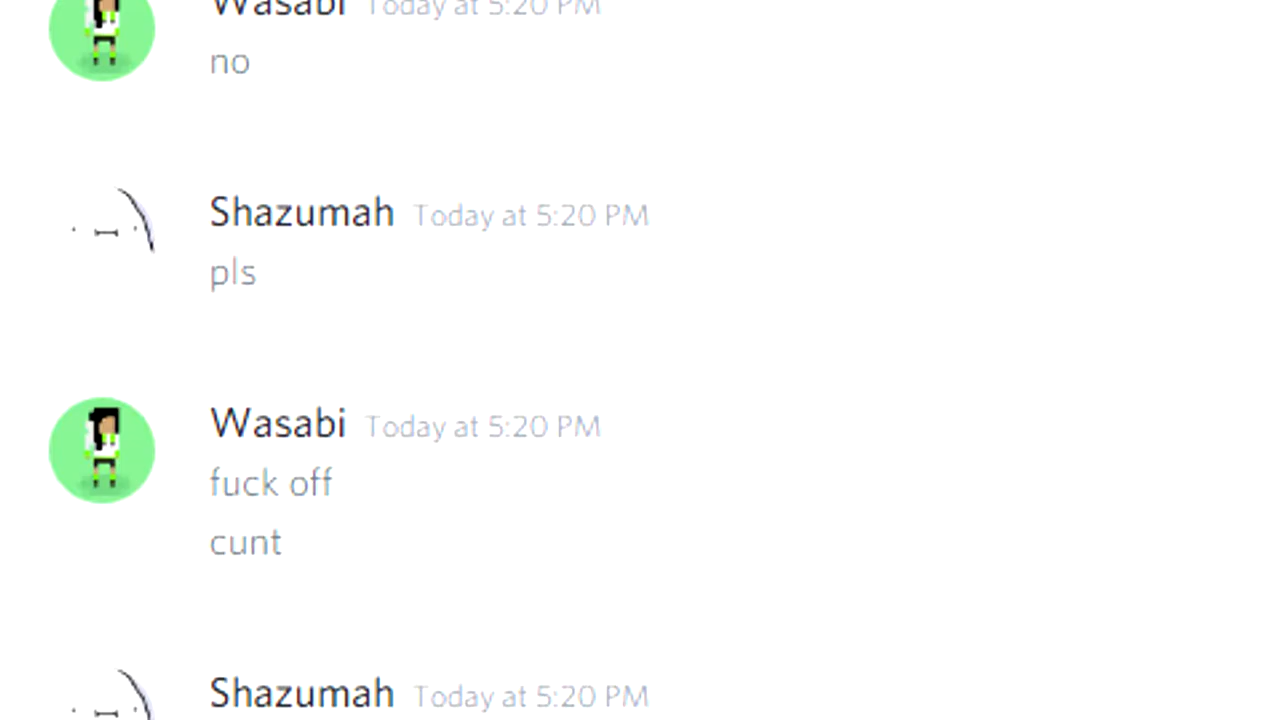 Wasabi Today at 5:20 PM
no
Shazumah Today at 5:20 PM
pls
Wasabi Today at 5:20 PM
fuck off
cunt
Shazumah Today at 5:20 PM